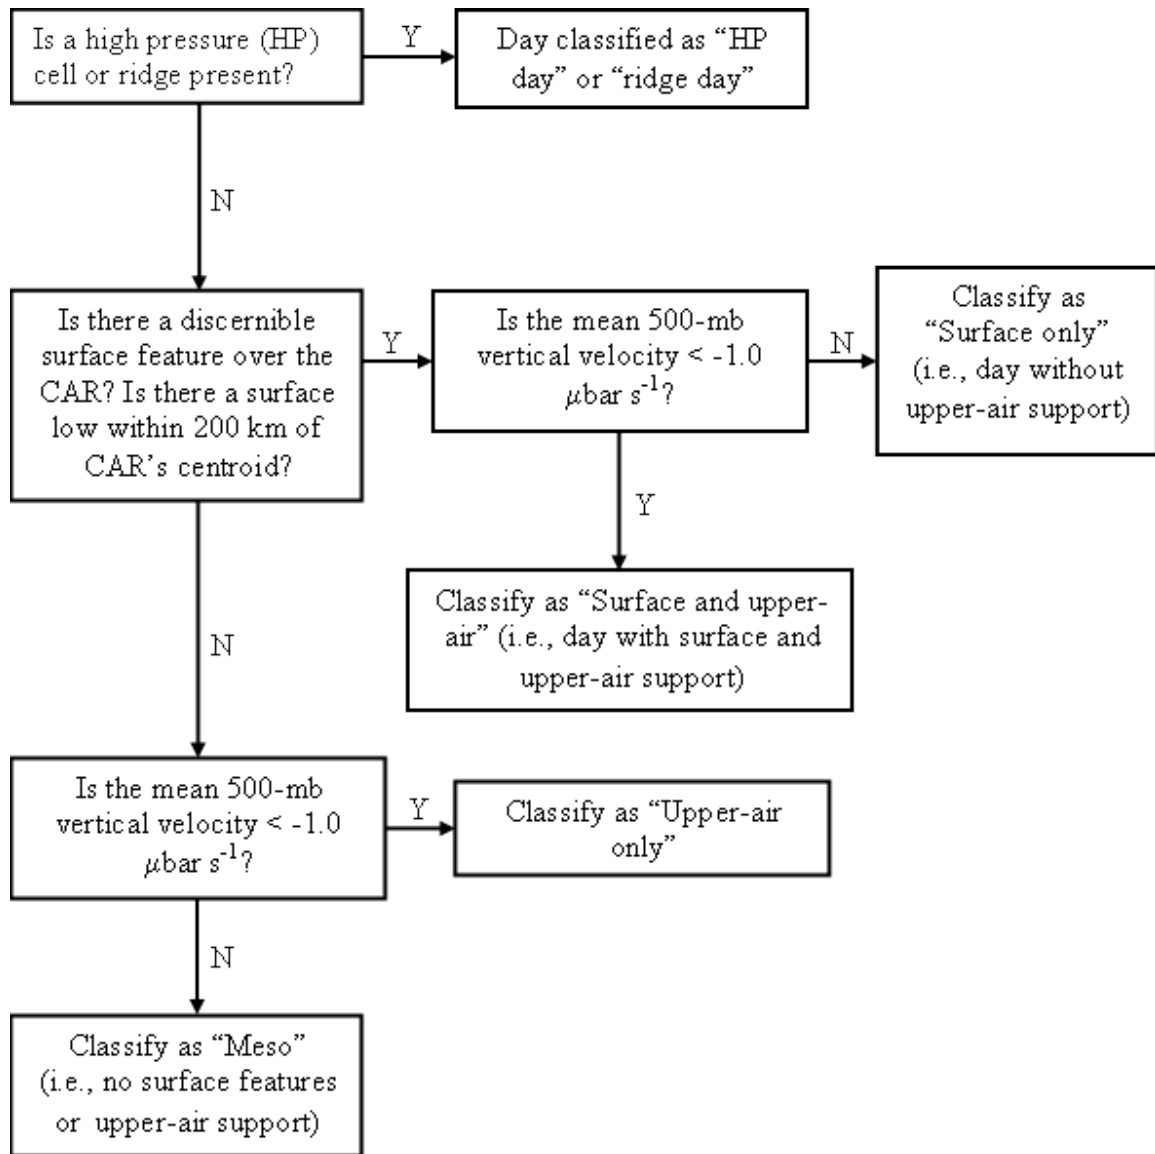 Is a high pressure (HP)
cell or ridge present?
Y
Day classified as “HP
day” or “ridge day”
N
Is there a discernible
surface feature over the
CAR? Is there a surface
low within 200 km of
CAR’s centroid?
Y
Is the mean 500-mb
vertical velocity < -1.0
μbar s-1?
N
Classify as
“Surface only”
(i.e., day without
upper-air support)
Y
Classify as “Surface and upper-
air” (i.e., day with surface and
upper-air support)
N
Is the mean 500-mb
vertical velocity < -1.0
μbar s-1?
Y
Classify as “Upper-air
only”
N
Classify as “Meso”
(i.e., no surface features
or upper-air support)